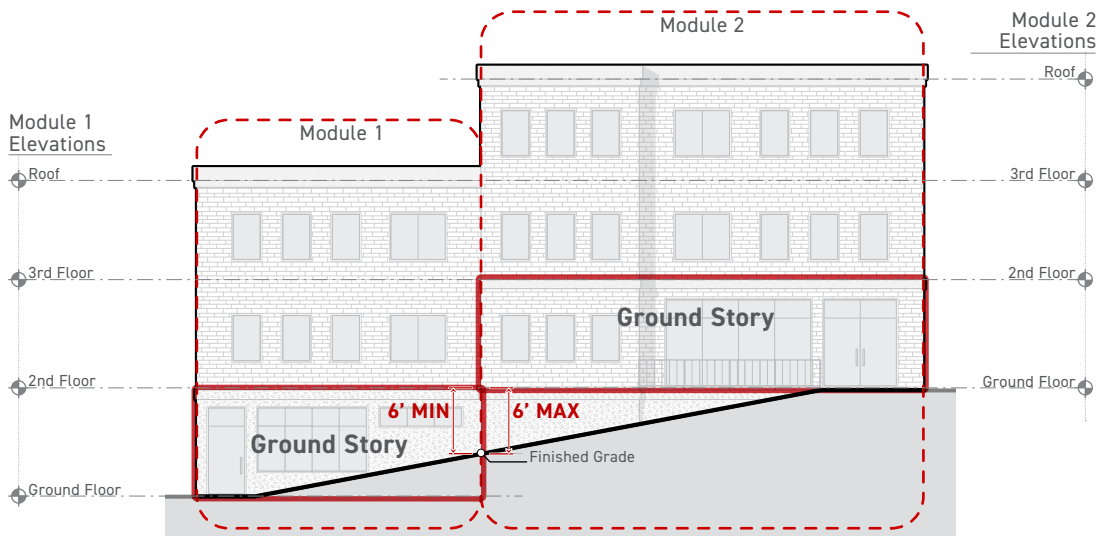 Module 2
Module 2
Elevations
Roof
Module 1
Elevations
Module 1
Roof
3rd Floor
3rd Floor
2nd Floor
Ground Story
2nd Floor
Ground Floor
6’ MIN
6’ MAX
Ground Story
Finished Grade
Ground Floor